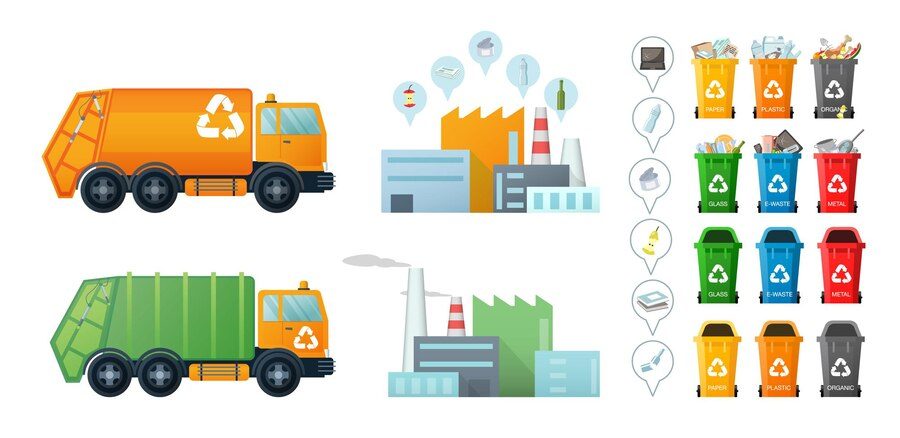 PAPER
PLASTIC
ORGANIC
GLASS
E-WASTE
METAL
GLASS
E-WASTE
METAL
PAPER
PLASTIC
ORGANIC